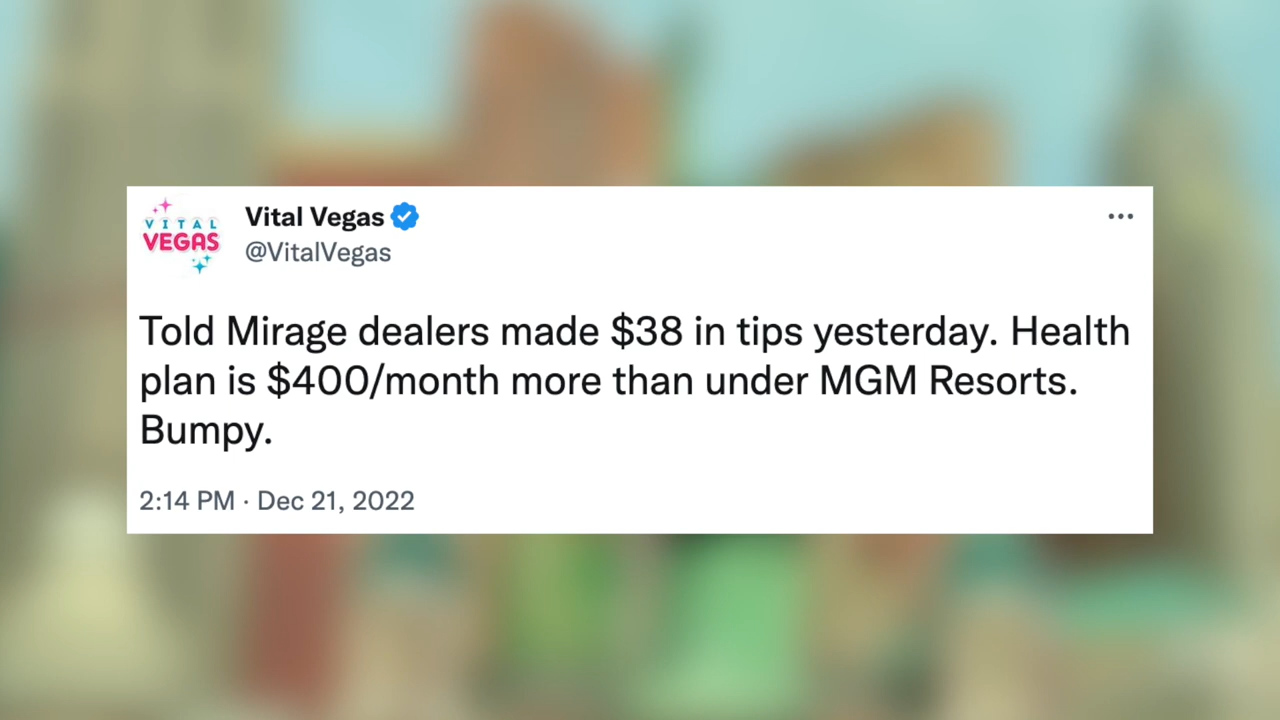 VITAL
VEGAS
Vital Vegas
@VitalVegas
Told Mirage dealers made $38 in tips yesterday. Health
plan is $400/month more than under MGM Resorts.
Bumpy.
2:14 PM · Dec 21, 2022